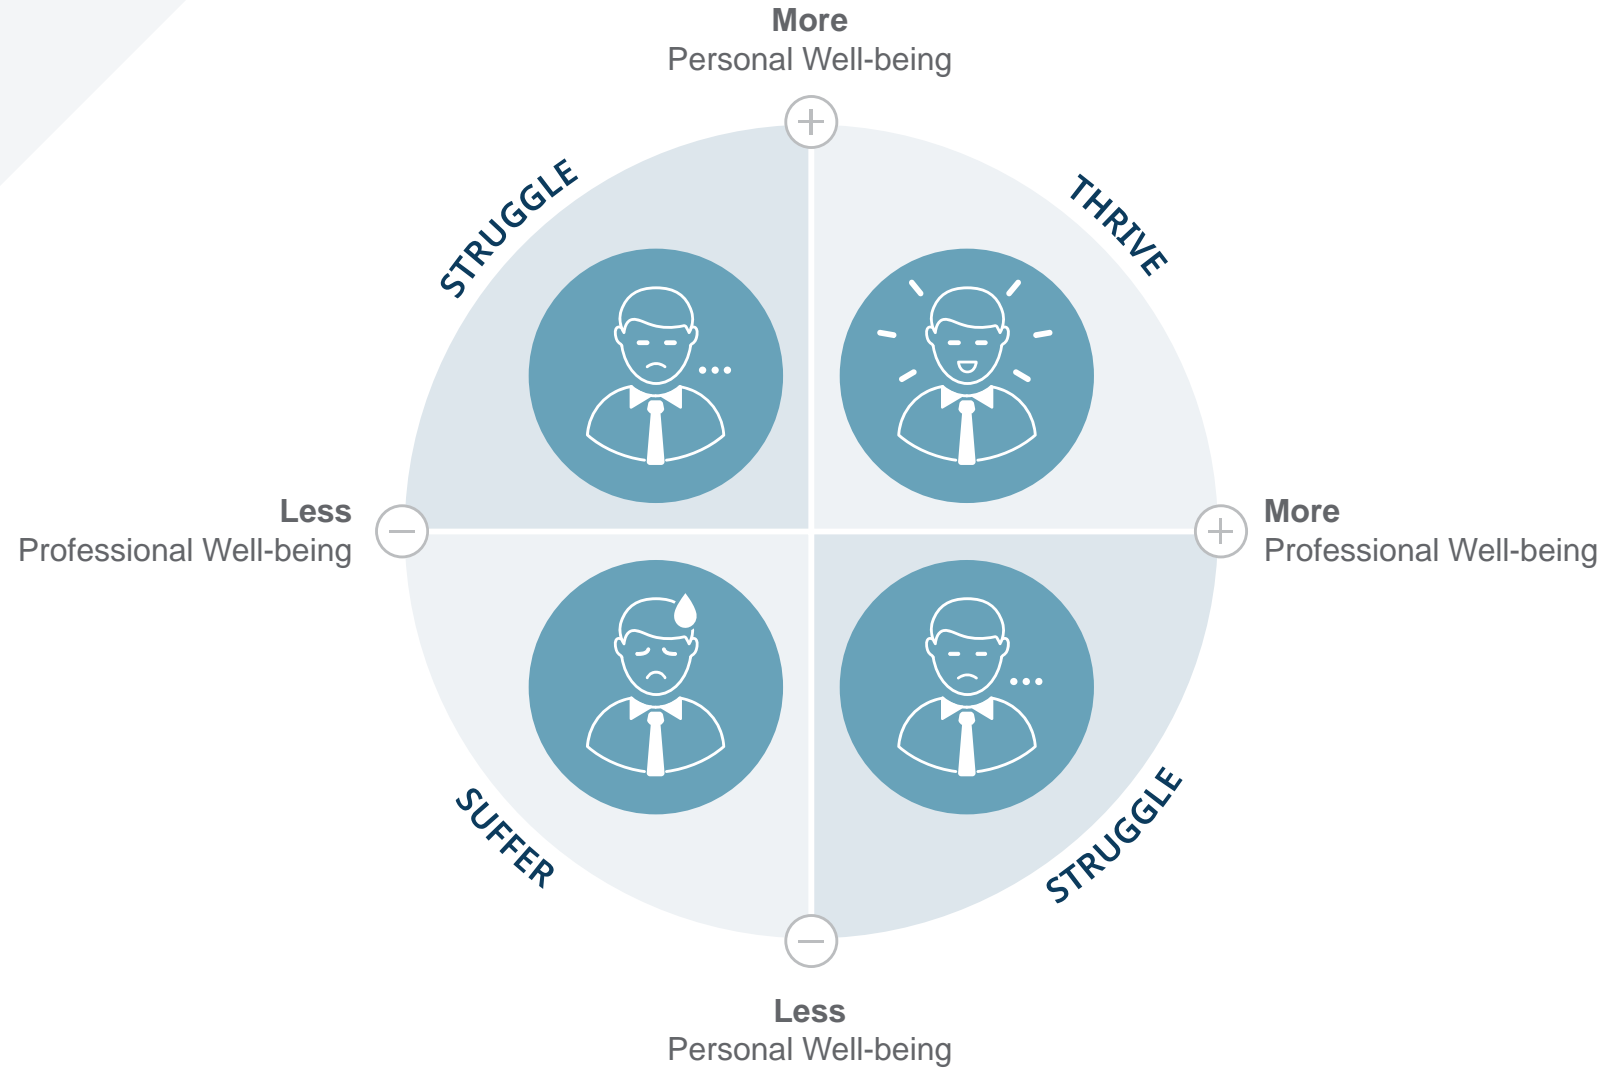 More
Personal Well-being
STRUGGLE
THRIVE
Less
Professional Well-being
More
Professional Well-being
SUFFER
STRUGGLE
Less
Personal Well-being